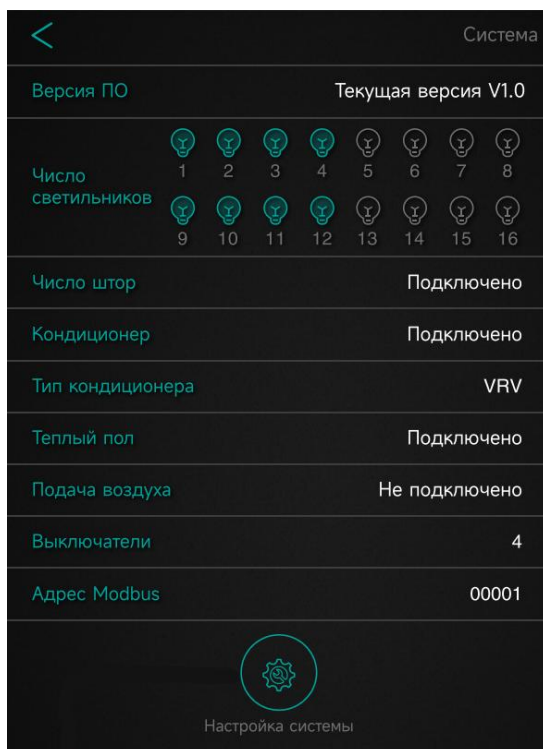 Система
Версия ПО Текущая версия V1.0
1 2 3 4 5 6 7 8
Число
светильников
9 10 11 12 13 14 15 16
Число штор Подключено
Кондиционер Подключено
Тип кондиционера VRV
Теплый пол Подключено
Подача воздуха Не подключено
Выключатели 4
Адрес Modbus 00001
Настройка системы